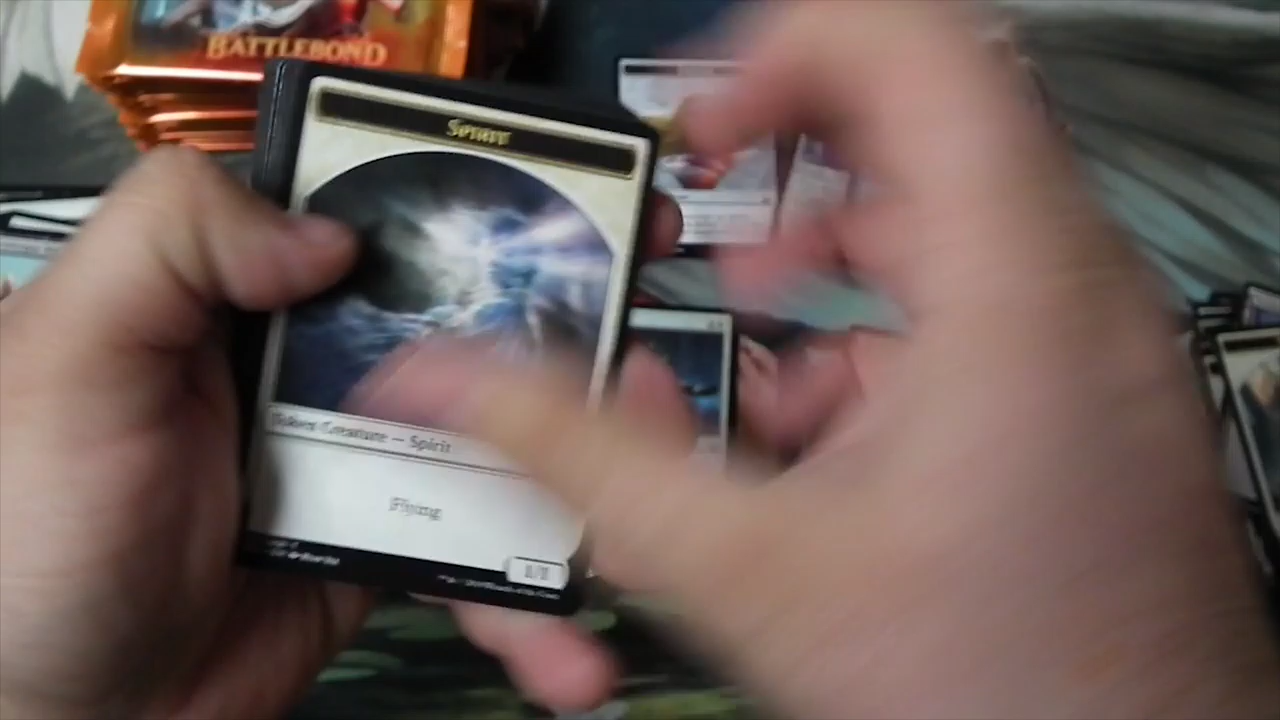 BATTLEBOND
Spirit
Token Creature — Spirit
Flying
1/1